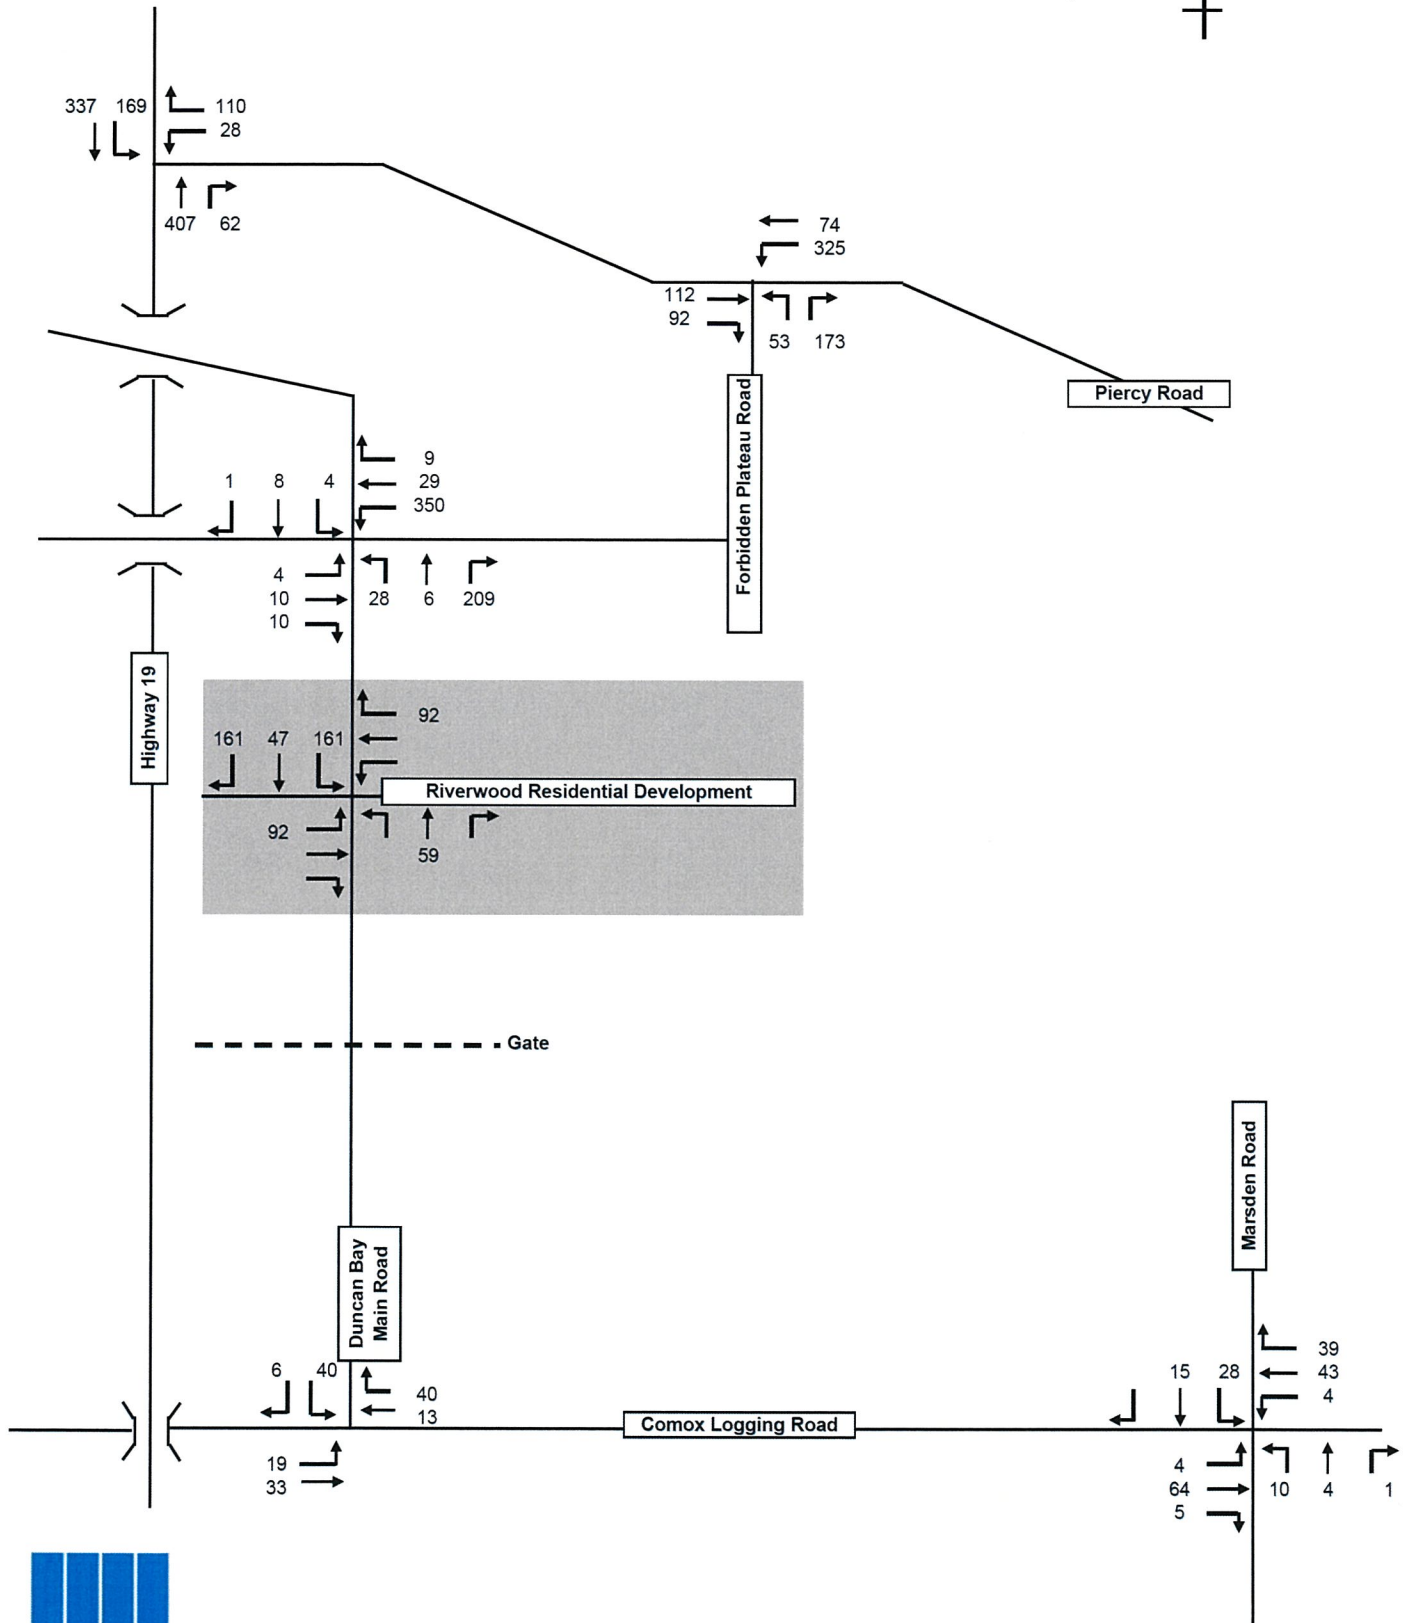 337 169 110
28
407 62
74
325
112
92
53 173
Piercy Road
Forbidden Plateau Road
9
1 8 4 29
350
4
10 28 6 209
10
Highway 19
92
161 47 161
Riverwood Residential Development
92
59
Gate
Marsden Road
Duncan Bay
Main Road
39
6 40
15 28 43
40
4
13
Comox Logging Road
19
33
4
64 10 4 1
5